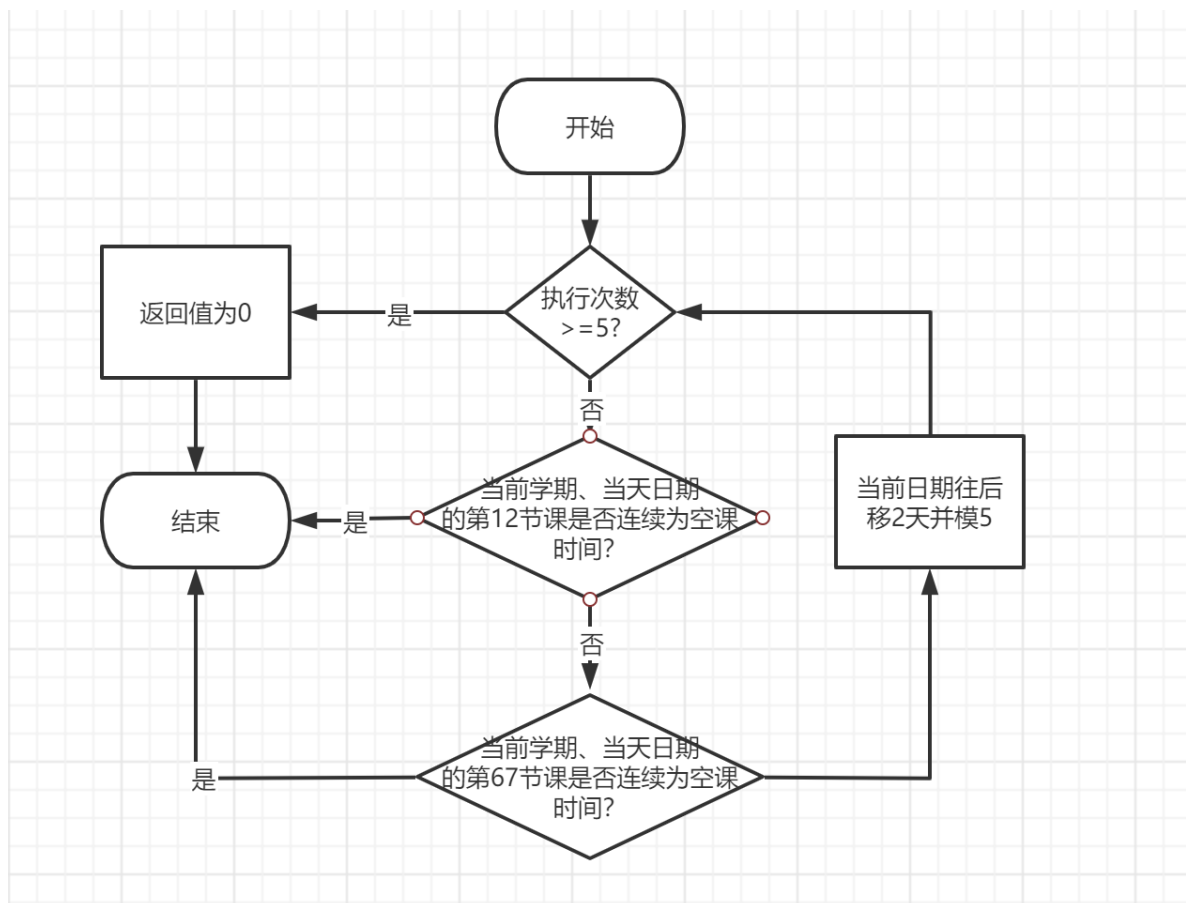 开始
执行次数
>=5?
是
返回值为0
否
当前学期、当天日期
的第12节课是否连续为空课
时间?
是
结束
当前日期往后
移2天并模5
否
当前学期、当天日期
的第67节课是否连续为空课
时间?
是